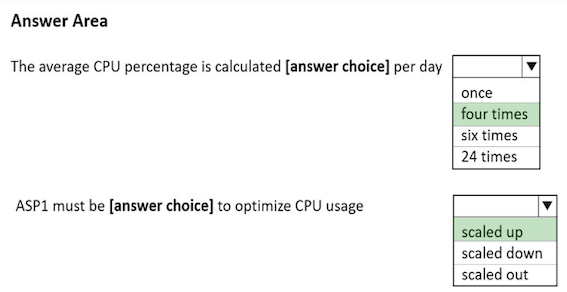 Answer Area
The average CPU percentage is calculated [answer choice] per day
once
four times
six times
24 times
ASP1 must be [answer choice] to optimize CPU usage
scaled up
scaled down
scaled out